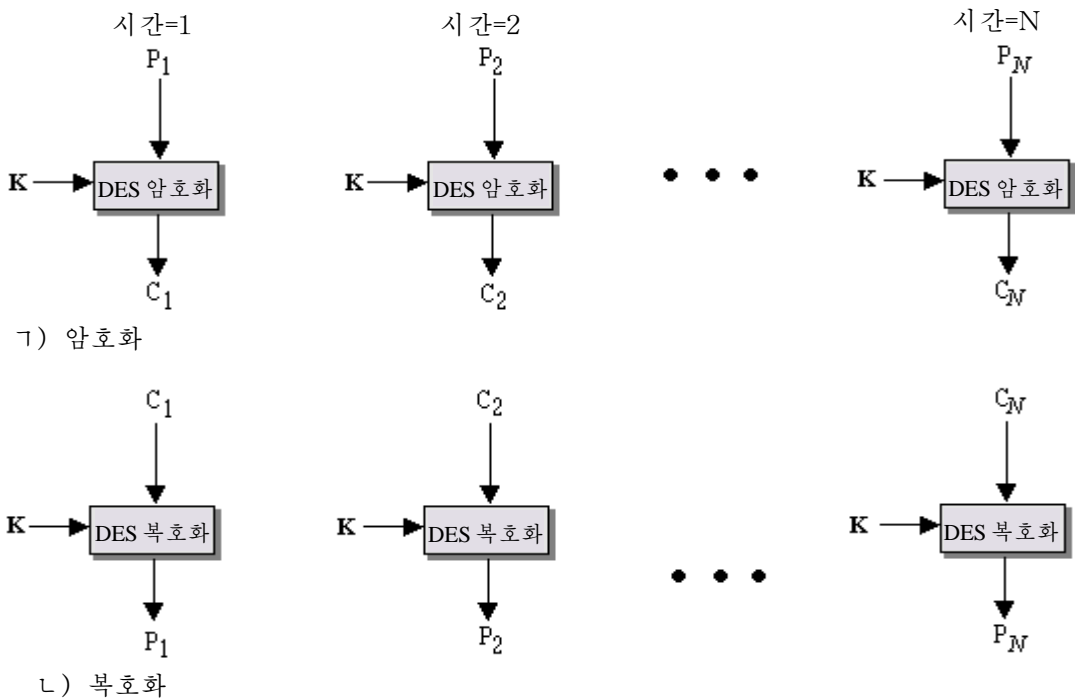 시간=1 시간=2 시간=N
P1 P2 PN
K DES 암호화 K DES 암호화 K DES 암호화
C1 C2 CN
ㄱ) 암호화
C1 C2 CN
K DES 복호화 K DES 복호화 K DES 복호화
P1 P2 PN
ㄴ) 복호화